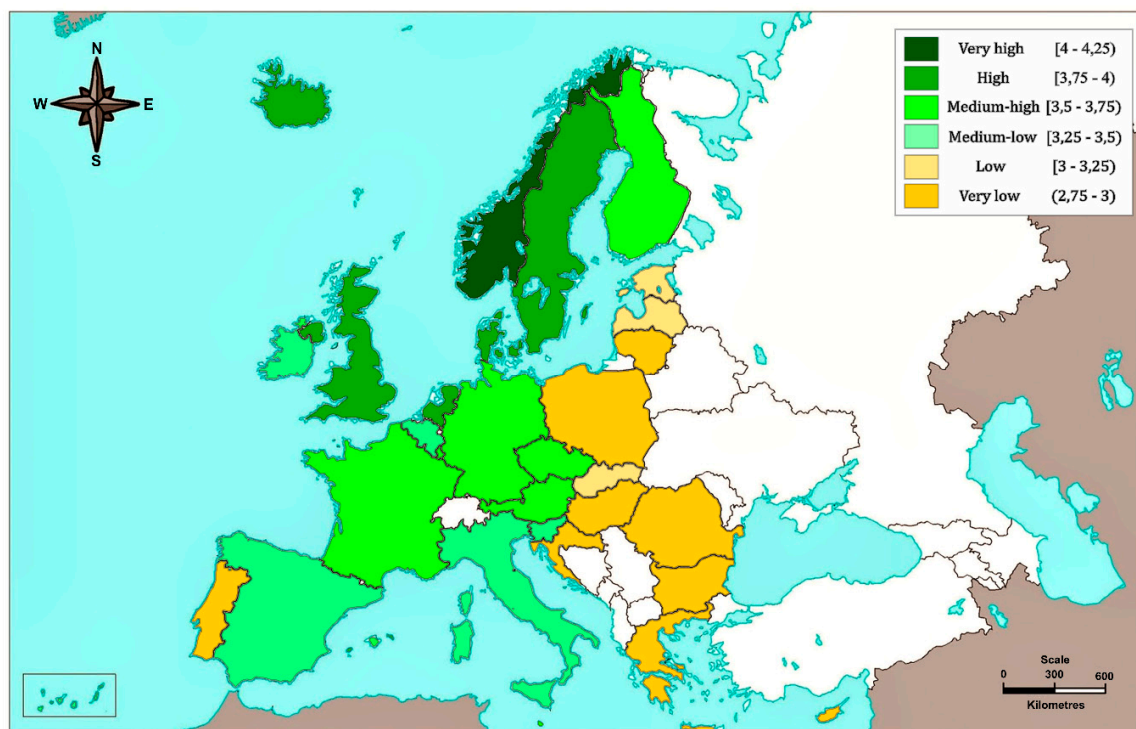 N
W E
S
Very high [4 - 4,25)
High [3,75 - 4)
Medium-high [3,5 - 3,75)
Medium-low [3,25 - 3,5)
Low [3 - 3,25)
Very low (2,75 - 3)
Scale
0 300 600
Kilometres